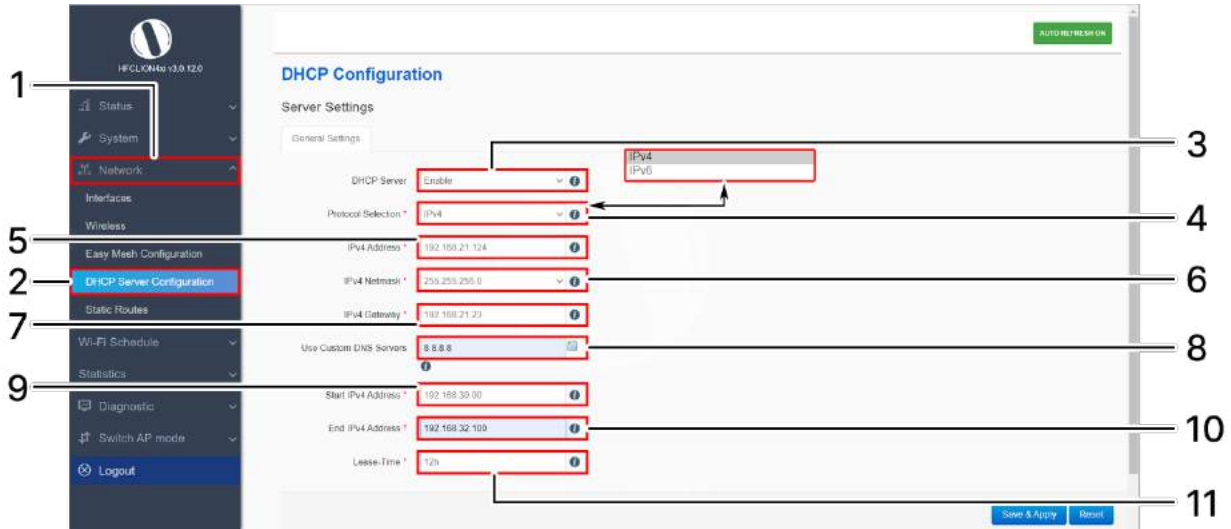 AUTO REFRESH ON
HFCLION4xi v3.0.12.0
DHCP Configuration
1
Status
Server Settings
System
General Settings
3
Network
IPv4
IPv6
DHCP Server Enable
Interfaces
Protocol Selection * IPv4
4
Wireless
5
IPv4 Address * 192.168.21.124
Easy Mesh Configuration
2
DHCP Server Configuration
IPv4 Netmask * 255.255.255.0
6
Static Routes
7
IPv4 Gateway * 192.168.21.23
Wi-Fi Schedule
Use Custom DNS Servers 8.8.8.8
8
Statistics
9
Start IPv4 Address * 192.168.30.00
Diagnostic
End IPv4 Address * 192.168.32.100
10
Switch AP mode
Lease-Time * 12h
Logout
11
Save & Apply Reset